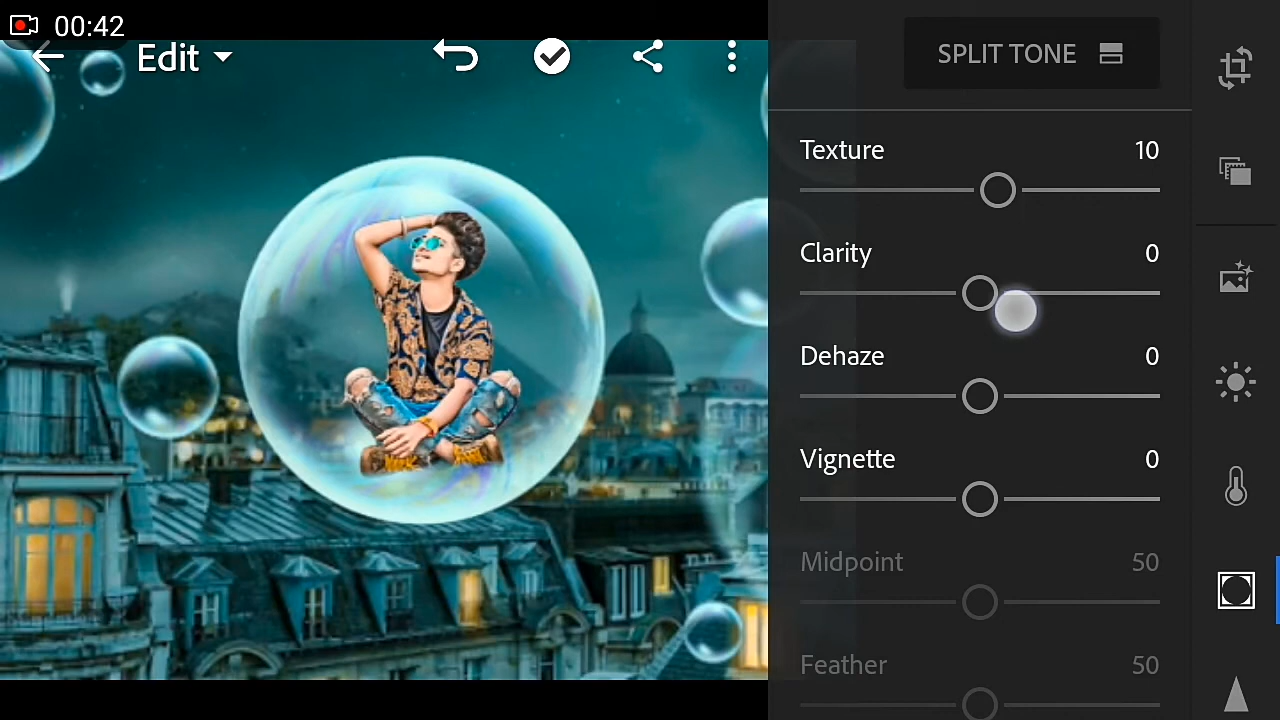 00:42
Edit
SPLIT TONE
Texture 10
Clarity 0
Dehaze 0
Vignette 0
Midpoint 50
Feather 50